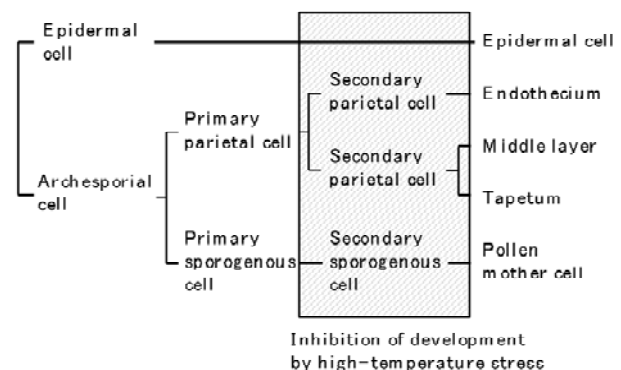 Epidermal
cell
Epidermal cell
Secondary
parietal cell
Endothecium
Primary
parietal cell
Middle layer
Secondary
parietal cell
Archesporial
cell
Tapetum
Primary
sporogenous
cell
Secondary
sporogenous
cell
Pollen
mother cell
Inhibition of development
by high-temperature stress